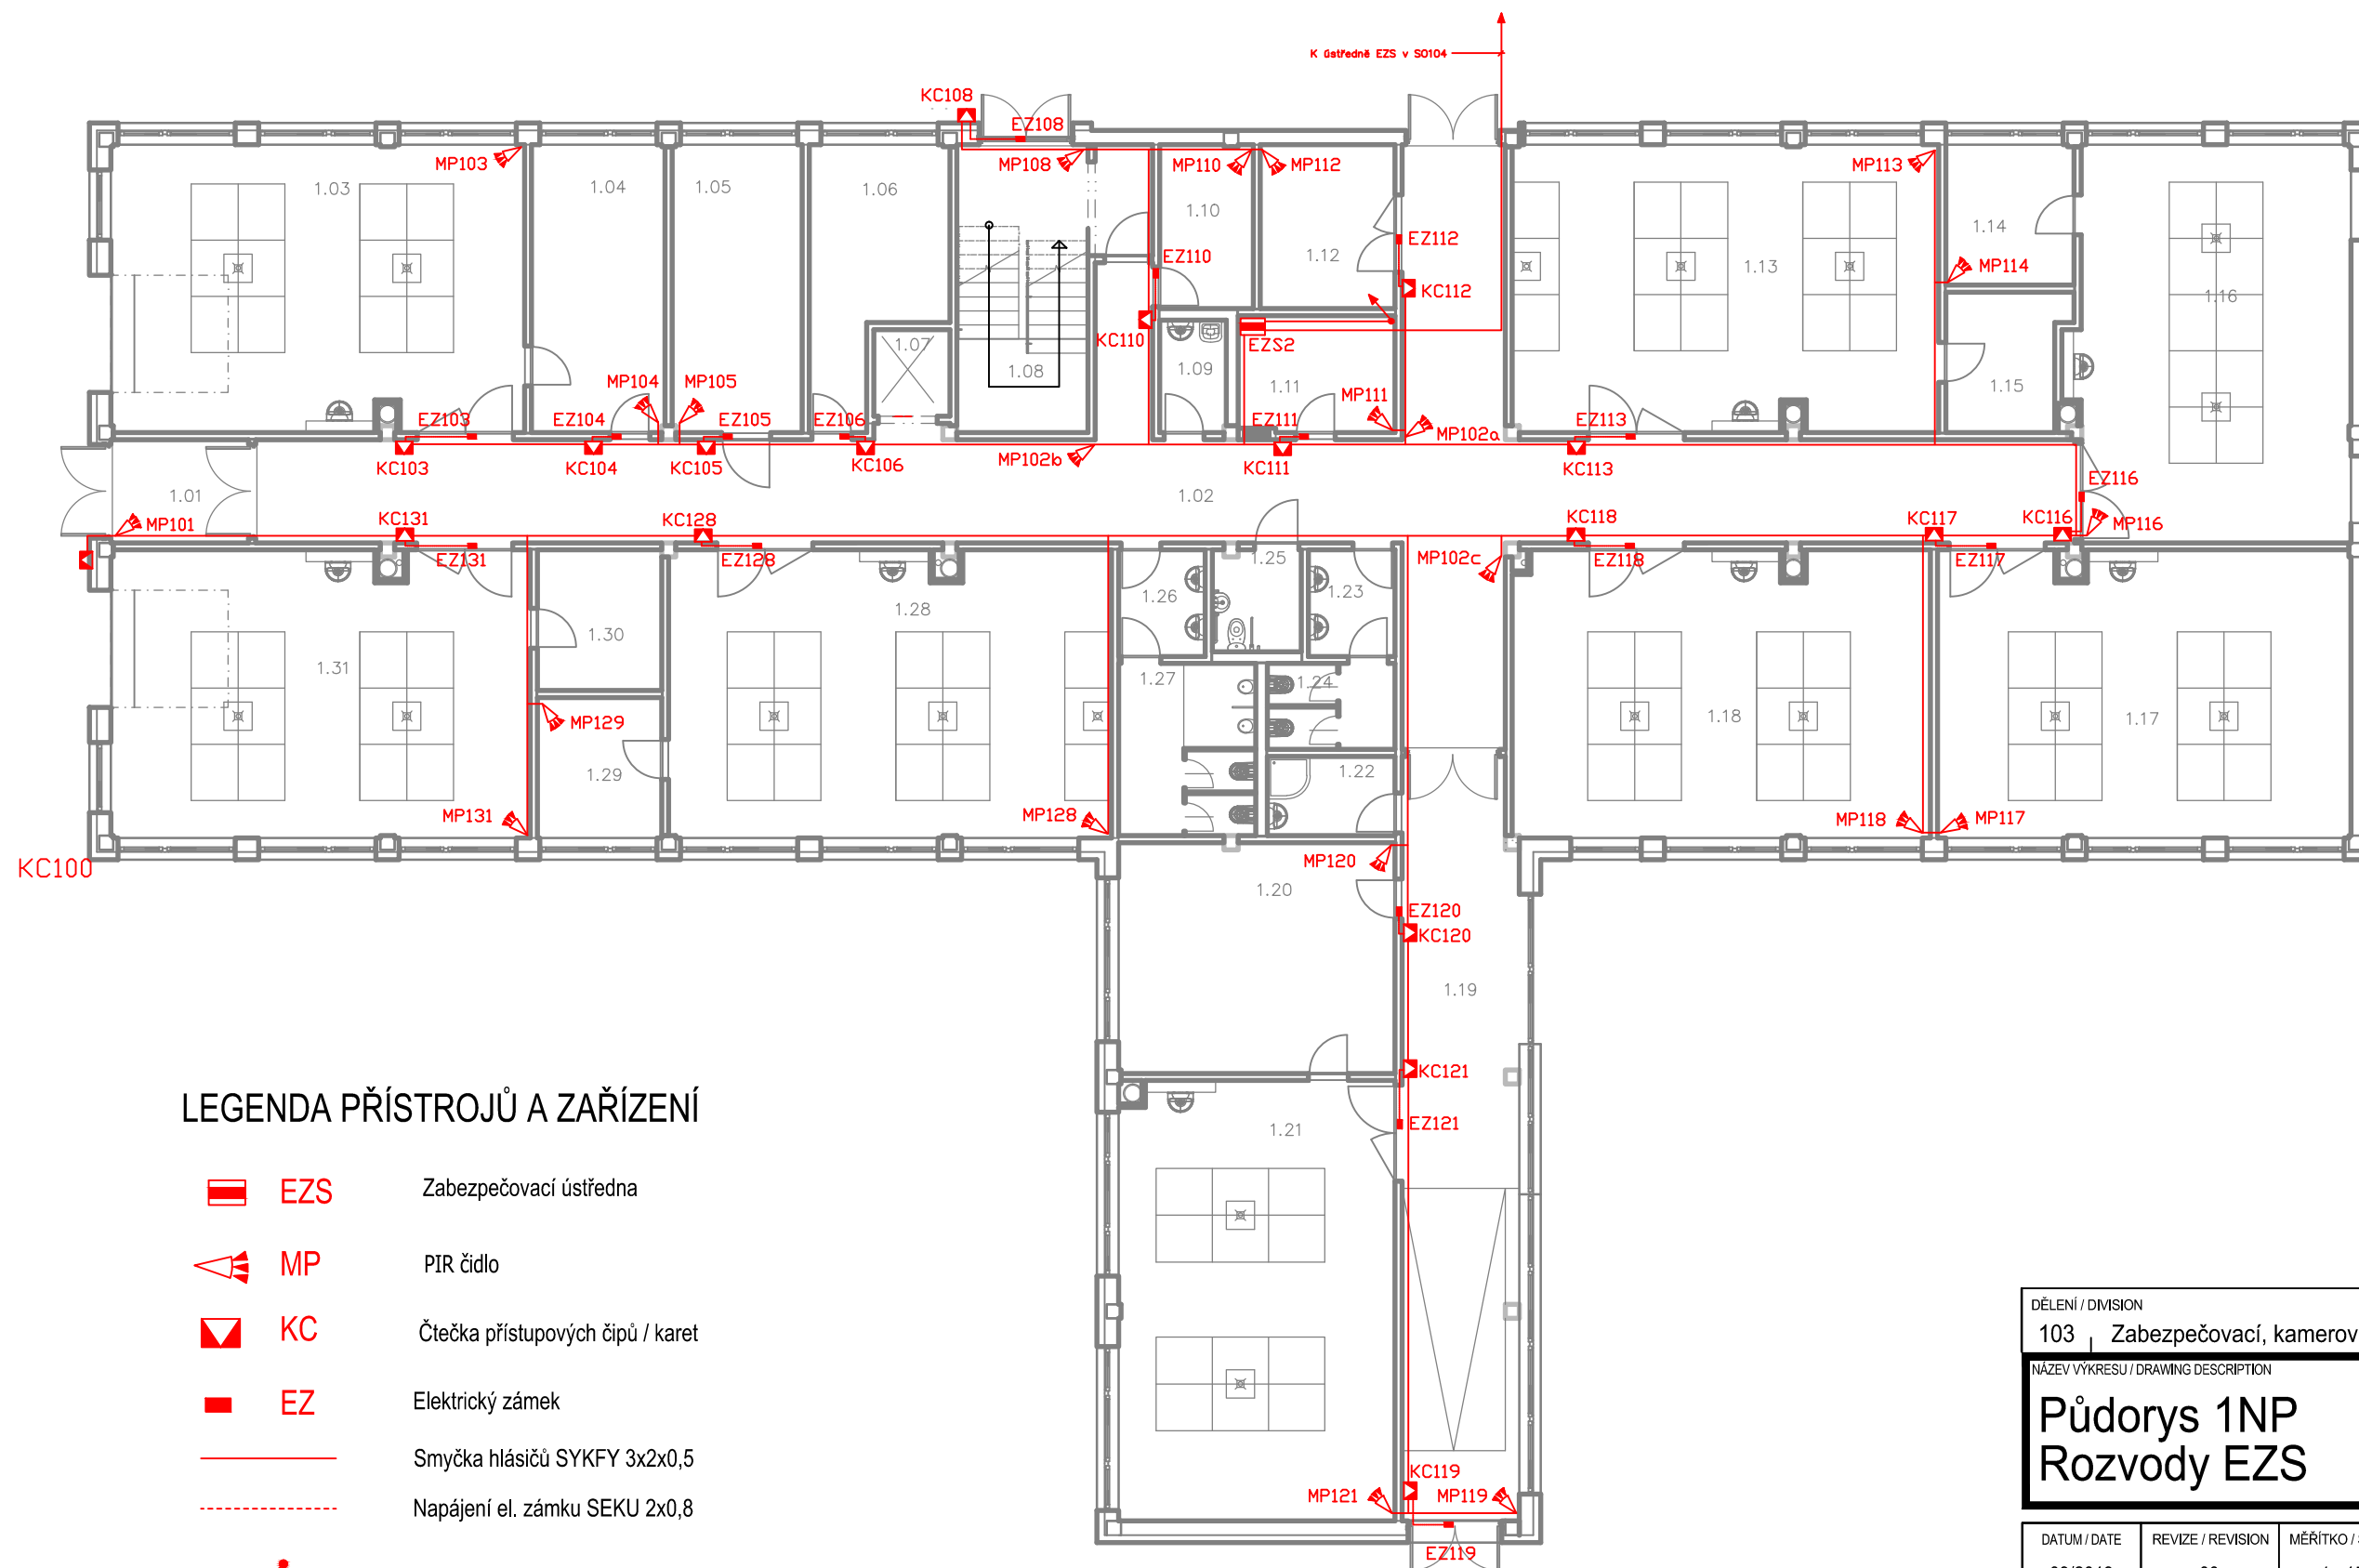 K ústředně EZS v SO104
KC108
EZ108
MP103
MP108
MP110
MP112
MP113
1.03
1.04
1.05
1.06
1.10
1.12
1.13
1.14
1.16
EZ112
EZ110
MP114
KC112
KC110
EZS2
1.07
1.08
1.09
1.11
1.15
MP104
MP105
MP111
EZ103
EZ104
EZ105
EZ106
EZ111
EZ113
MP102a
KC103
KC104
KC105
KC106
MP102b
KC111
KC113
EZ116
1.01
1.02
MP101
KC131
KC128
KC118
KC117
KC116
MP116
EZ131
EZ128
MP102c
EZ118
EZ117
1.25
1.26
1.23
1.28
1.30
1.31
1.27
1.24
1.18
1.17
MP129
1.29
1.22
MP131
MP128
MP118
MP117
KC100
MP120
1.20
EZ120
KC120
1.19
KC121
EZ121
1.21
KC119
MP121
MP119
EZ119
LEGENDA PŘÍSTROJŮ A ZAŘÍZENÍ
EZS Zabezpečovací ústředna
MP PIR čidlo
KC Čtečka přístupových čipů / karet
EZ Elektrický zámek
Smyčka hlásičů SYKFY 3x2x0,5
Napájení el. zámku SEKU 2x0,8
DĚLENÍ / DIVISION
103 Zabezpečovací, kamerov
NÁZEV VÝKRESU / DRAWING DESCRIPTION
Půdorys 1NP
Rozvody EZS
DATUM / DATE REVIZE / REVISION MĚŘÍTKO /